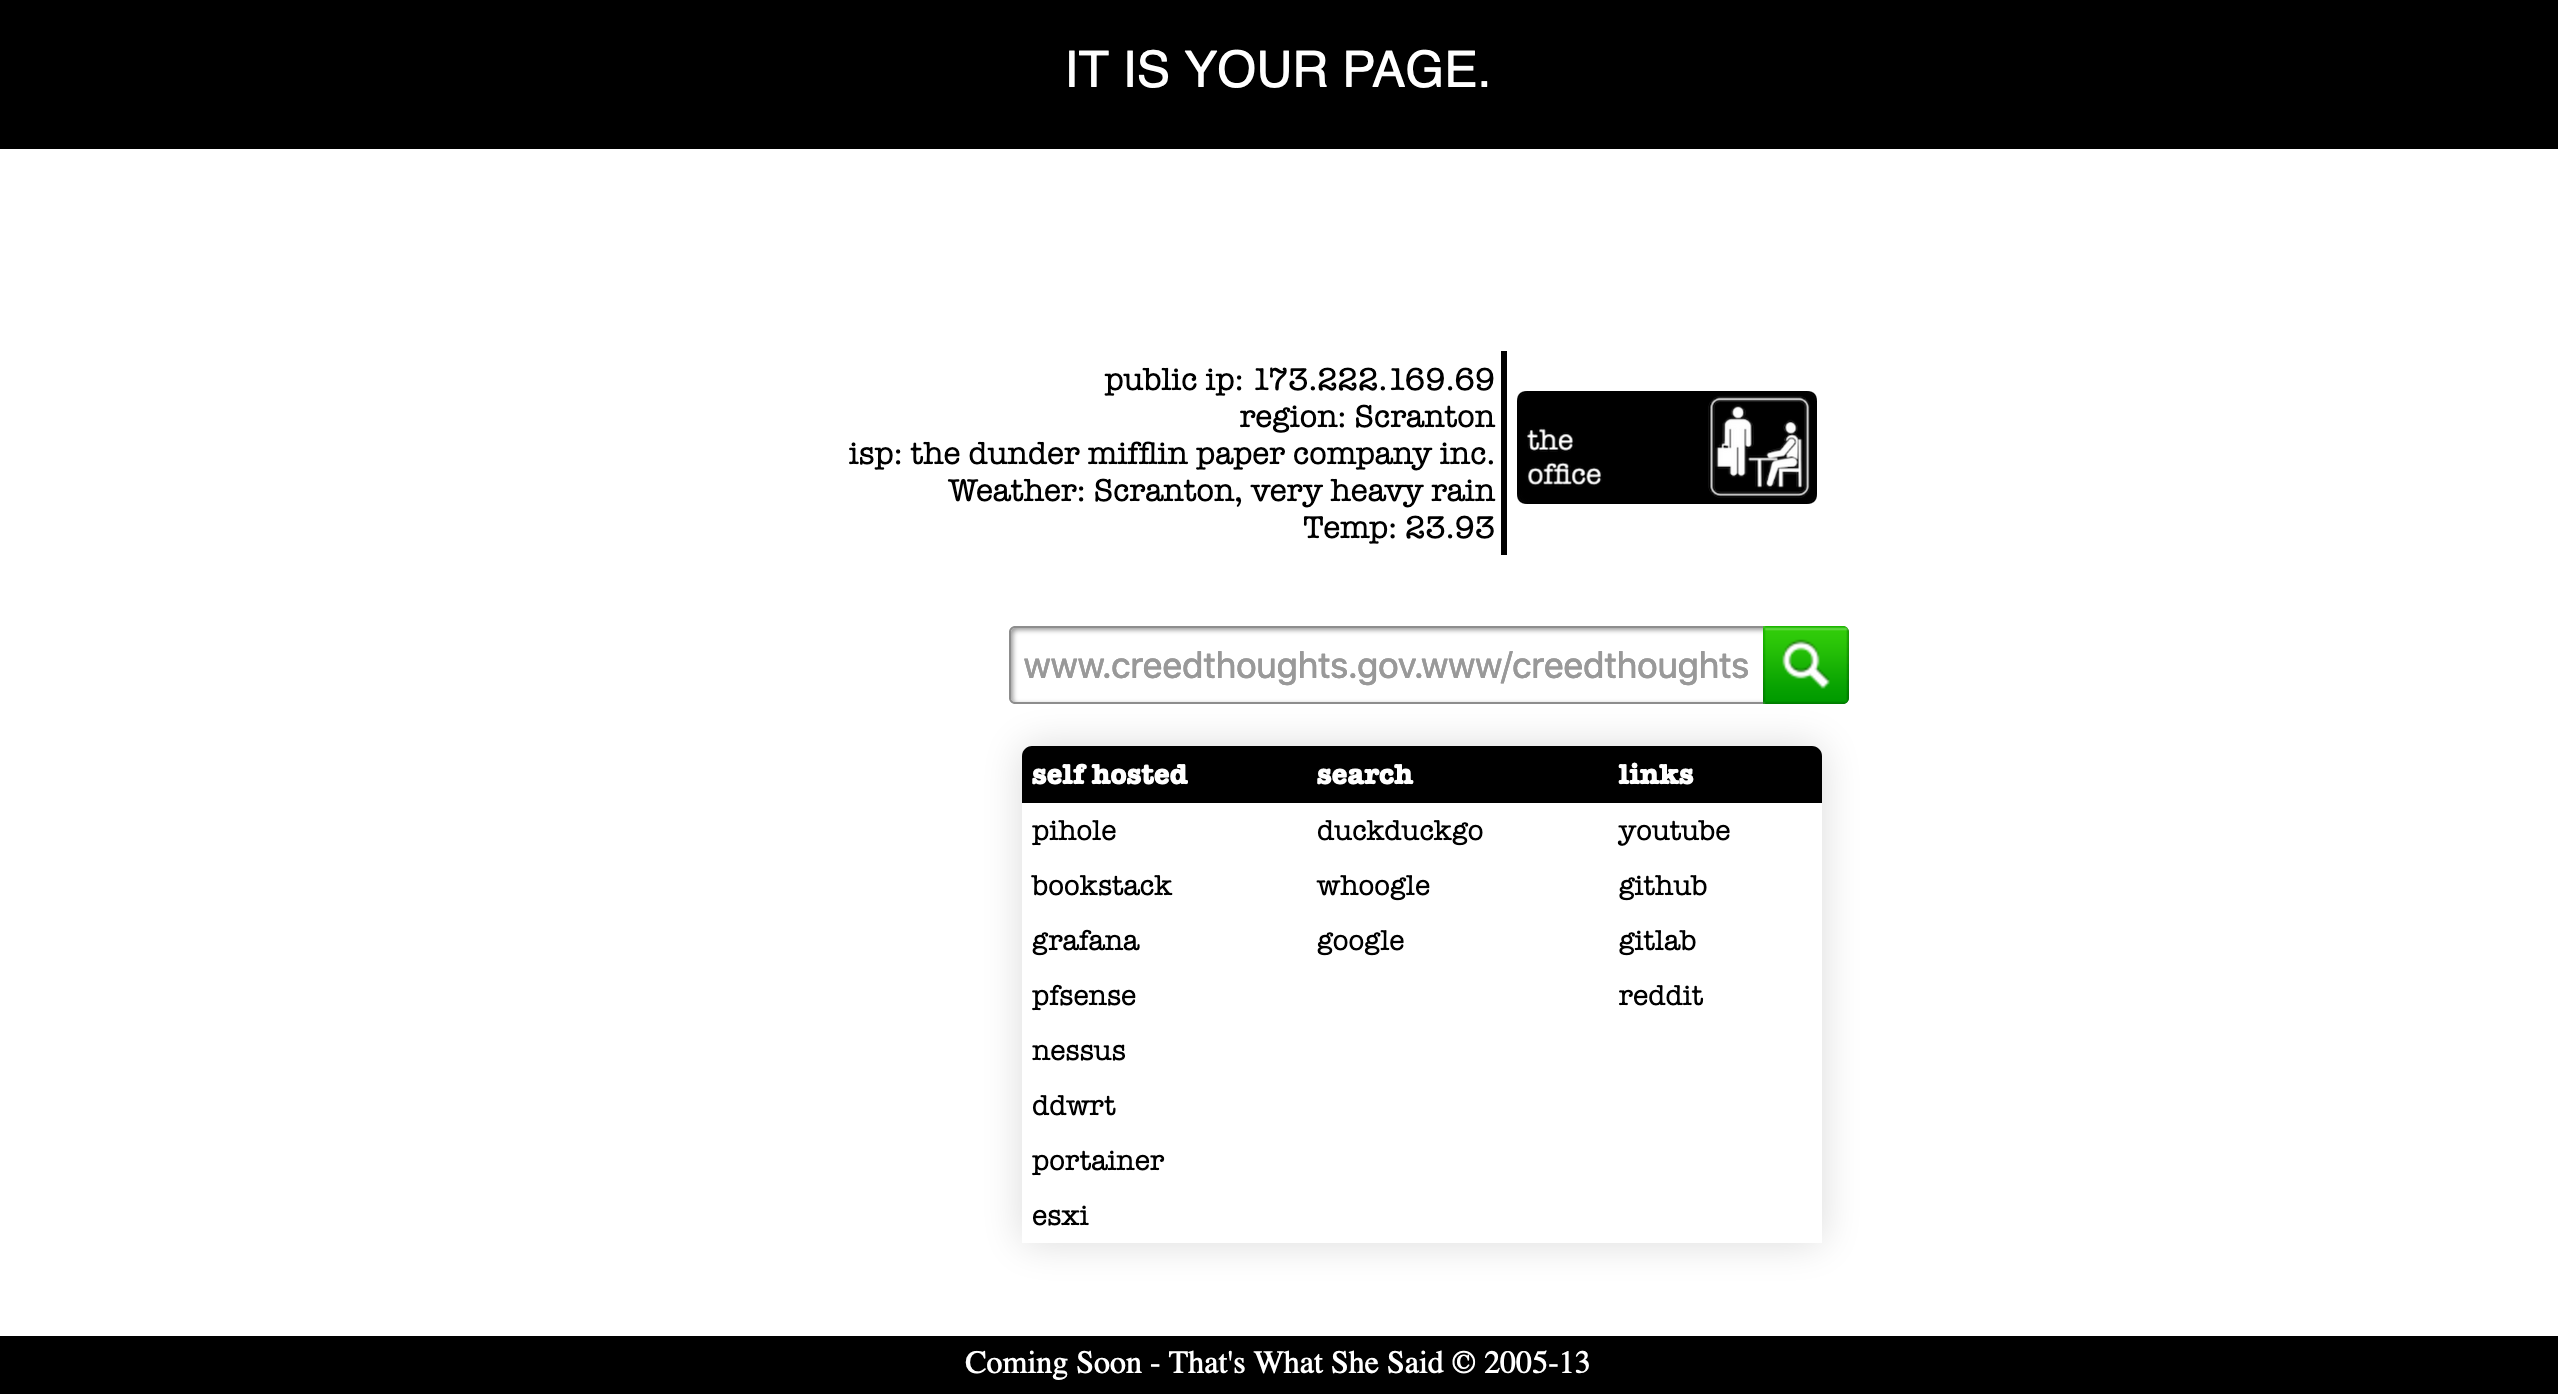 IT IS YOUR PAGE.
public ip: 173.222.169.69
region: Scranton
isp: the dunder mifflin paper company inc.
Weather: Scranton, very heavy rain
Temp: 23.93
the
office
www.creedthoughts.gov.www/creedthoughts
self hosted search links
pihole duckduckgo youtube
bookstack whoogle github
grafana google gitlab
pfsense reddit
nessus
ddwrt
portainer
esxi
Coming Soon - That's What She Said © 2005-13